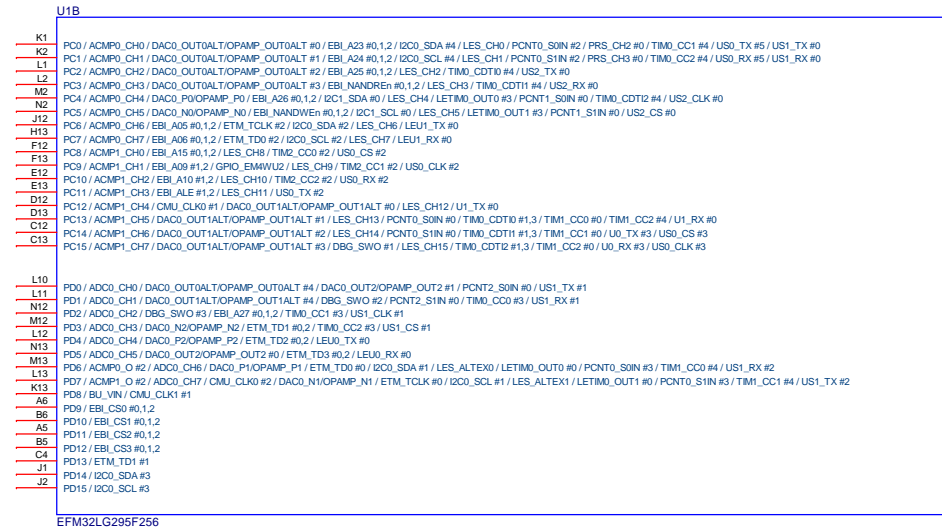 U1B
K1 PC0 / ACMP0_CH0 / DAC0_OUT0ALT/OPAMP_OUT0ALT #0 / EBI_A23 #0,1,2 / I2C0_SDA #4 / LES_CH0 / PCNT0_S0IN #2 / PRS_CH2 #0 / TIM0_CC1 #4 / US0_TX #5 / US1_TX #0
K2 PC1 / ACMP0_CH1 / DAC0_OUT0ALT/OPAMP_OUT0ALT #1 / EBI_A24 #0,1,2 / I2C0_SCL #4 / LES_CH1 / PCNT0_S1IN #2 / PRS_CH3 #0 / TIM0_CC2 #4 / US0_RX #5 / US1_RX #0
L1 PC2 / ACMP0_CH2 / DAC0_OUT0ALT/OPAMP_OUT0ALT #2 / EBI_A25 #0,1,2 / LES_CH2 / TIM0_CDTI0 #4 / US2_TX #0
L2 PC3 / ACMP0_CH3 / DAC0_OUT0ALT/OPAMP_OUT0ALT #3 / EBI_NANDREn #0,1,2 / LES_CH3 / TIM0_CDTI1 #4 / US2_RX #0
M2 PC4 / ACMP0_CH4 / DAC0_P0/OPAMP_P0 / EBI_A26 #0,1,2 / I2C1_SDA #0 / LES_CH4 / LETIM0_OUT0 #3 / PCNT1_S0IN #0 / TIM0_CDTI2 #4 / US2_CLK #0
N2 PC5 / ACMP0_CH5 / DAC0_N0/OPAMP_N0 / EBI_NANDWEn #0,1,2 / I2C1_SCL #0 / LES_CH5 / LETIM0_OUT1 #3 / PCNT1_S1IN #0 / US2_CS #0
J12 PC6 / ACMP0_CH6 / EBI_A05 #0,1,2 / ETM_TCLK #2 / I2C0_SDA #2 / LES_CH6 / LEU1_TX #0
H13 PC7 / ACMP0_CH7 / EBI_A06 #0,1,2 / ETM_TD0 #2 / I2C0_SCL #2 / LES_CH7 / LEU1_RX #0
F12 PC8 / ACMP1_CH0 / EBI_A15 #0,1,2 / LES_CH8 / TIM2_CC0 #2 / US0_CS #2
F13 PC9 / ACMP1_CH1 / EBI_A09 #1,2 / GPIO_EM4WU2 / LES_CH9 / TIM2_CC1 #2 / US0_CLK #2
E12 PC10 / ACMP1_CH2 / EBI_A10 #1,2 / LES_CH10 / TIM2_CC2 #2 / US0_RX #2
E13 PC11 / ACMP1_CH3 / EBI_ALE #1,2 / LES_CH11 / US0_TX #2
D12 PC12 / ACMP1_CH4 / CMU_CLK0 #1 / DAC0_OUT1ALT/OPAMP_OUT1ALT #0 / LES_CH12 / U1_TX #0
D13 PC13 / ACMP1_CH5 / DAC0_OUT1ALT/OPAMP_OUT1ALT #1 / LES_CH13 / PCNT0_S0IN #0 / TIM0_CDTI0 #1,3 / TIM1_CC0 #0 / TIM1_CC2 #4 / U1_RX #0
C12 PC14 / ACMP1_CH6 / DAC0_OUT1ALT/OPAMP_OUT1ALT #2 / LES_CH14 / PCNT0_S1IN #0 / TIM0_CDTI1 #1,3 / TIM1_CC1 #0 / U0_TX #3 / US0_CS #3
C13 PC15 / ACMP1_CH7 / DAC0_OUT1ALT/OPAMP_OUT1ALT #3 / DBG_SWO #1 / LES_CH15 / TIM0_CDTI2 #1,3 / TIM1_CC2 #0 / U0_RX #3 / US0_CLK #3
L10 PD0 / ADC0_CH0 / DAC0_OUT0ALT/OPAMP_OUT0ALT #4 / DAC0_OUT2/OPAMP_OUT2 #1 / PCNT2_S0IN #0 / US1_TX #1
L11 PD1 / ADC0_CH1 / DAC0_OUT1ALT/OPAMP_OUT1ALT #4 / DBG_SWO #2 / PCNT2_S1IN #0 / TIM0_CC0 #3 / US1_RX #1
N12 PD2 / ADC0_CH2 / DBG_SWO #3 / EBI_A27 #0,1,2 / TIM0_CC1 #3 / US1_CLK #1
M12 PD3 / ADC0_CH3 / DAC0_N2/OPAMP_N2 / ETM_TD1 #0,2 / TIM0_CC2 #3 / US1_CS #1
L12 PD4 / ADC0_CH4 / DAC0_P2/OPAMP_P2 / ETM_TD2 #0,2 / LEU0_TX #0
N13 PD5 / ADC0_CH5 / DAC0_OUT2/OPAMP_OUT2 #0 / ETM_TD3 #0,2 / LEU0_RX #0
M13 PD6 / ACMP0_O #2 / ADC0_CH6 / DAC0_P1/OPAMP_P1 / ETM_TD0 #0 / I2C0_SDA #1 / LES_ALTEX0 / LETIM0_OUT0 #0 / PCNT0_S0IN #3 / TIM1_CC0 #4 / US1_RX #2
L13 PD7 / ACMP1_O #2 / ADC0_CH7 / CMU_CLK0 #2 / DAC0_N1/OPAMP_N1 / ETM_TCLK #0 / I2C0_SCL #1 / LES_ALTEX1 / LETIM0_OUT1 #0 / PCNT0_S1IN #3 / TIM1_CC1 #4 / US1_TX #2
K13 PD8 / BU_VIN / CMU_CLK1 #1
A6 PD9 / EBI_CS0 #0,1,2
B6 PD10 / EBI_CS1 #0,1,2
A5 PD11 / EBI_CS2 #0,1,2
B5 PD12 / EBI_CS3 #0,1,2
C4 PD13 / ETM_TD1 #1
J1 PD14 / I2C0_SDA #3
J2 PD15 / I2C0_SCL #3
EFM32LG295F256